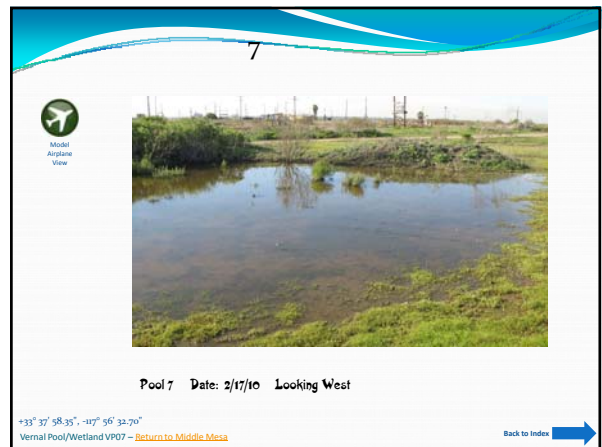 7
Model
Airplane
View
Pool 7 Date: 2/17/10 Looking West
+33° 37' 58.35", -117° 56' 32.70"
Vernal Pool/Wetland VP07 – Return to Middle Mesa
Back to Index